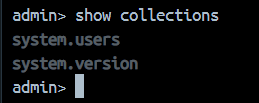 admin> show collections
system.users
system.version
admin>